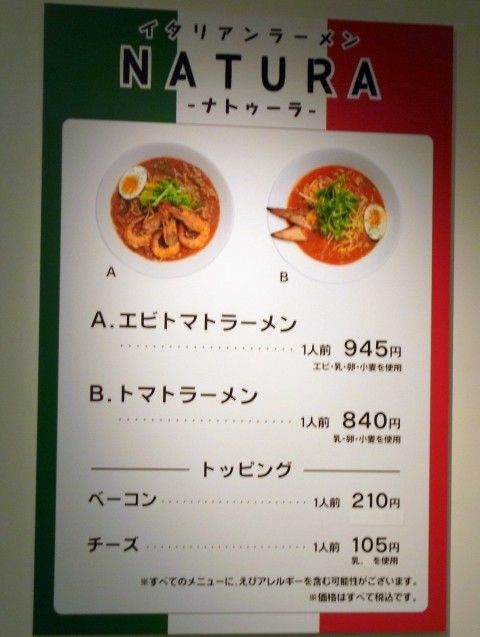 イタリアンラーメン
NATURA
-ナトゥーラ-
A
B
A.エビトマトラーメン
1人前 945円
エビ・乳・卵・小麦を使用
B.トマトラーメン
1人前 840円
乳・卵・小麦を使用
トッピング
ベーコン 1人前 210円
チーズ 1人前 105円
乳. を使用
※すべてのメニューに、えびアレルギーを含む可能性がございます。
※価格はすべて税込です。